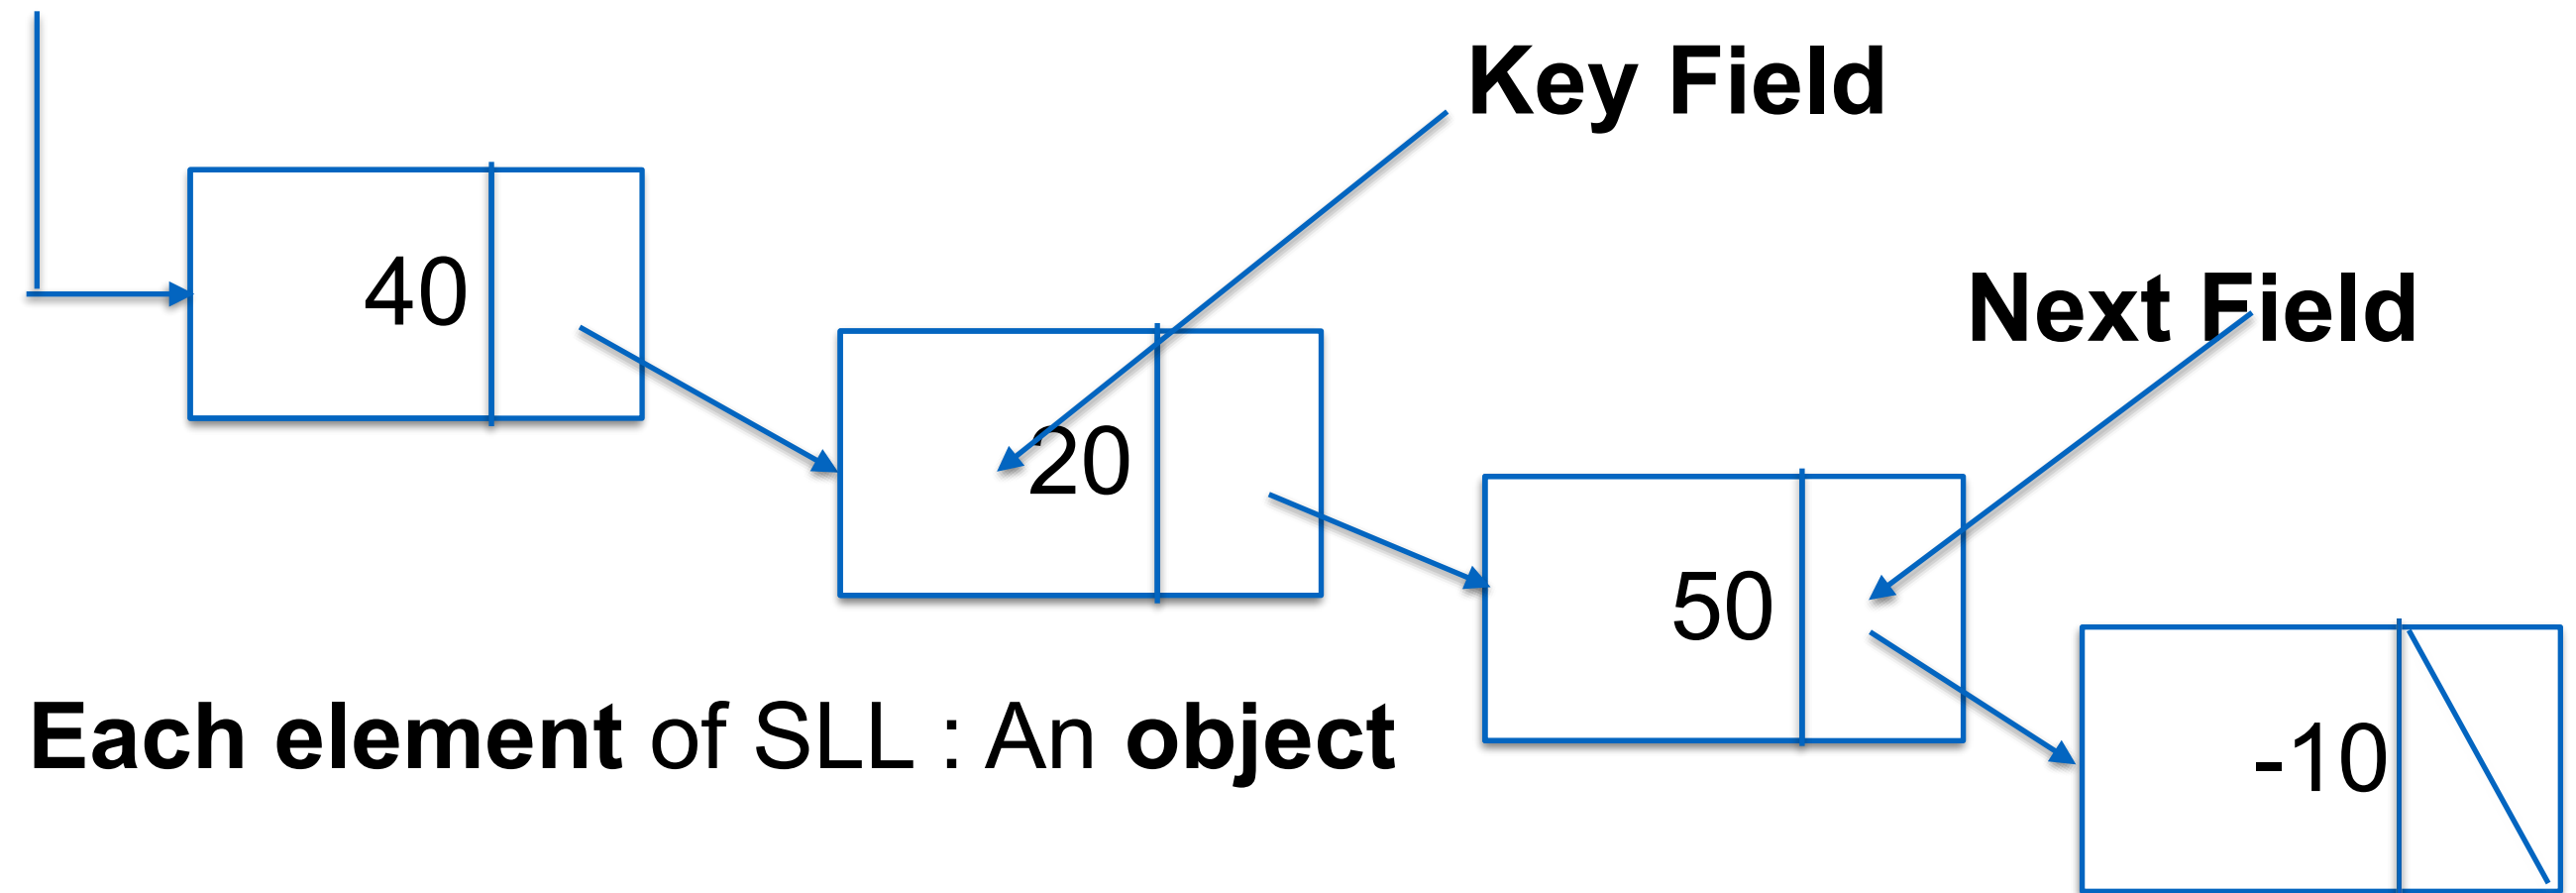 Key Field
40
Next Field
20
50
Each element of SLL : An object
-10